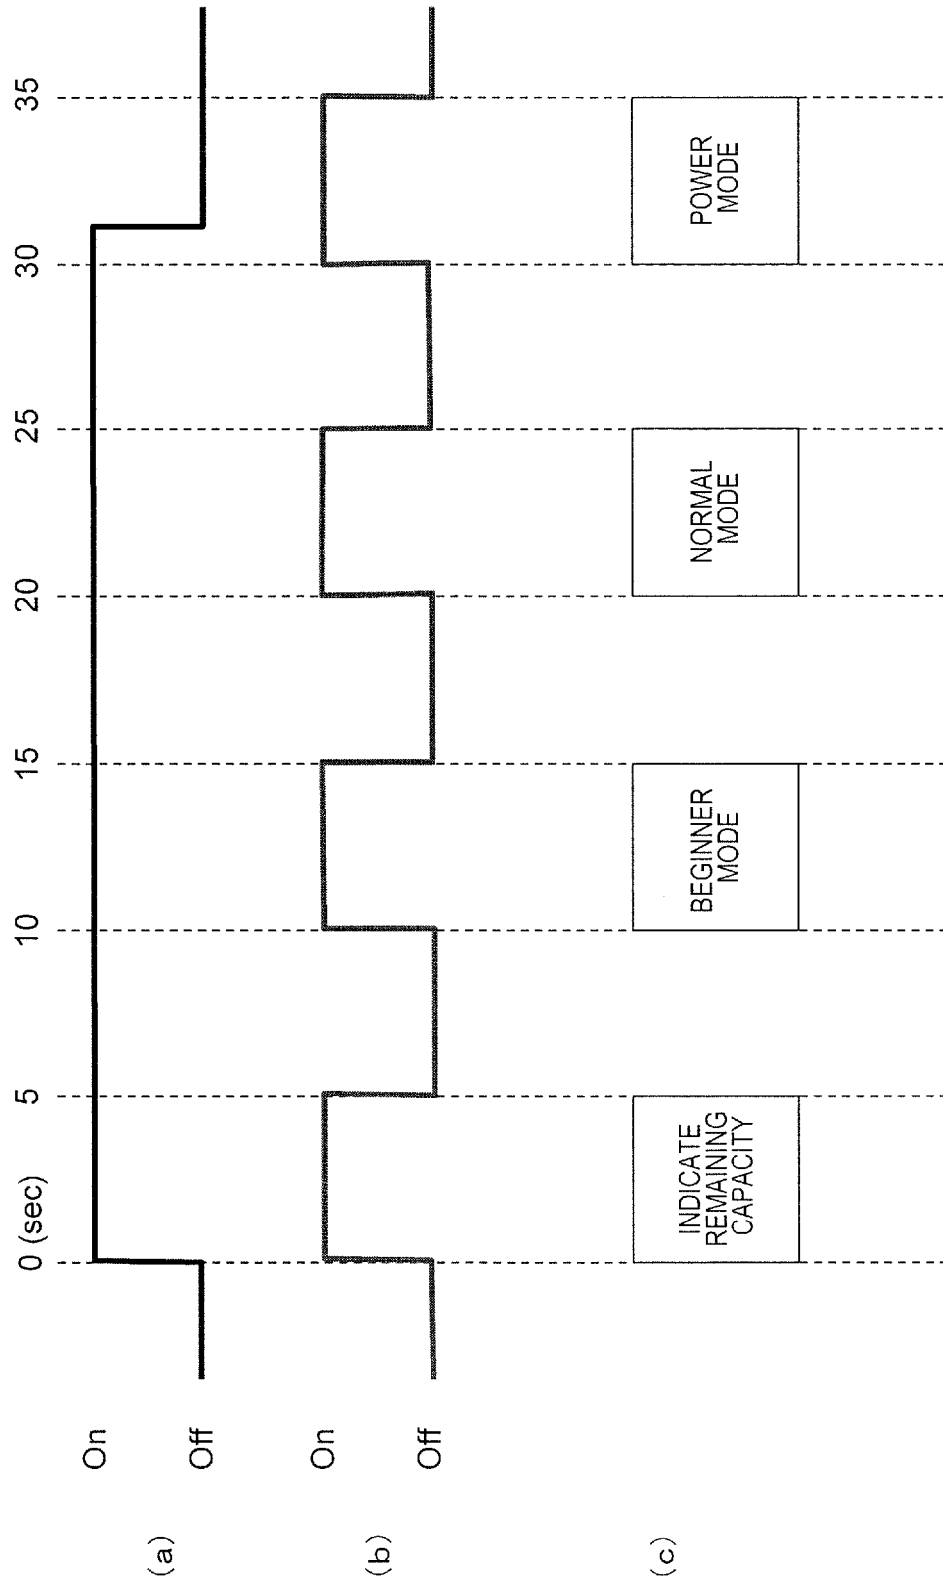 0 (sec)
5
10
15
20
25
30
35
(a)
On
Off
(b)
On
Off
(c)
INDICATE
REMAINING
CAPACITY
BEGINNER
MODE
NORMAL
MODE
POWER
MODE